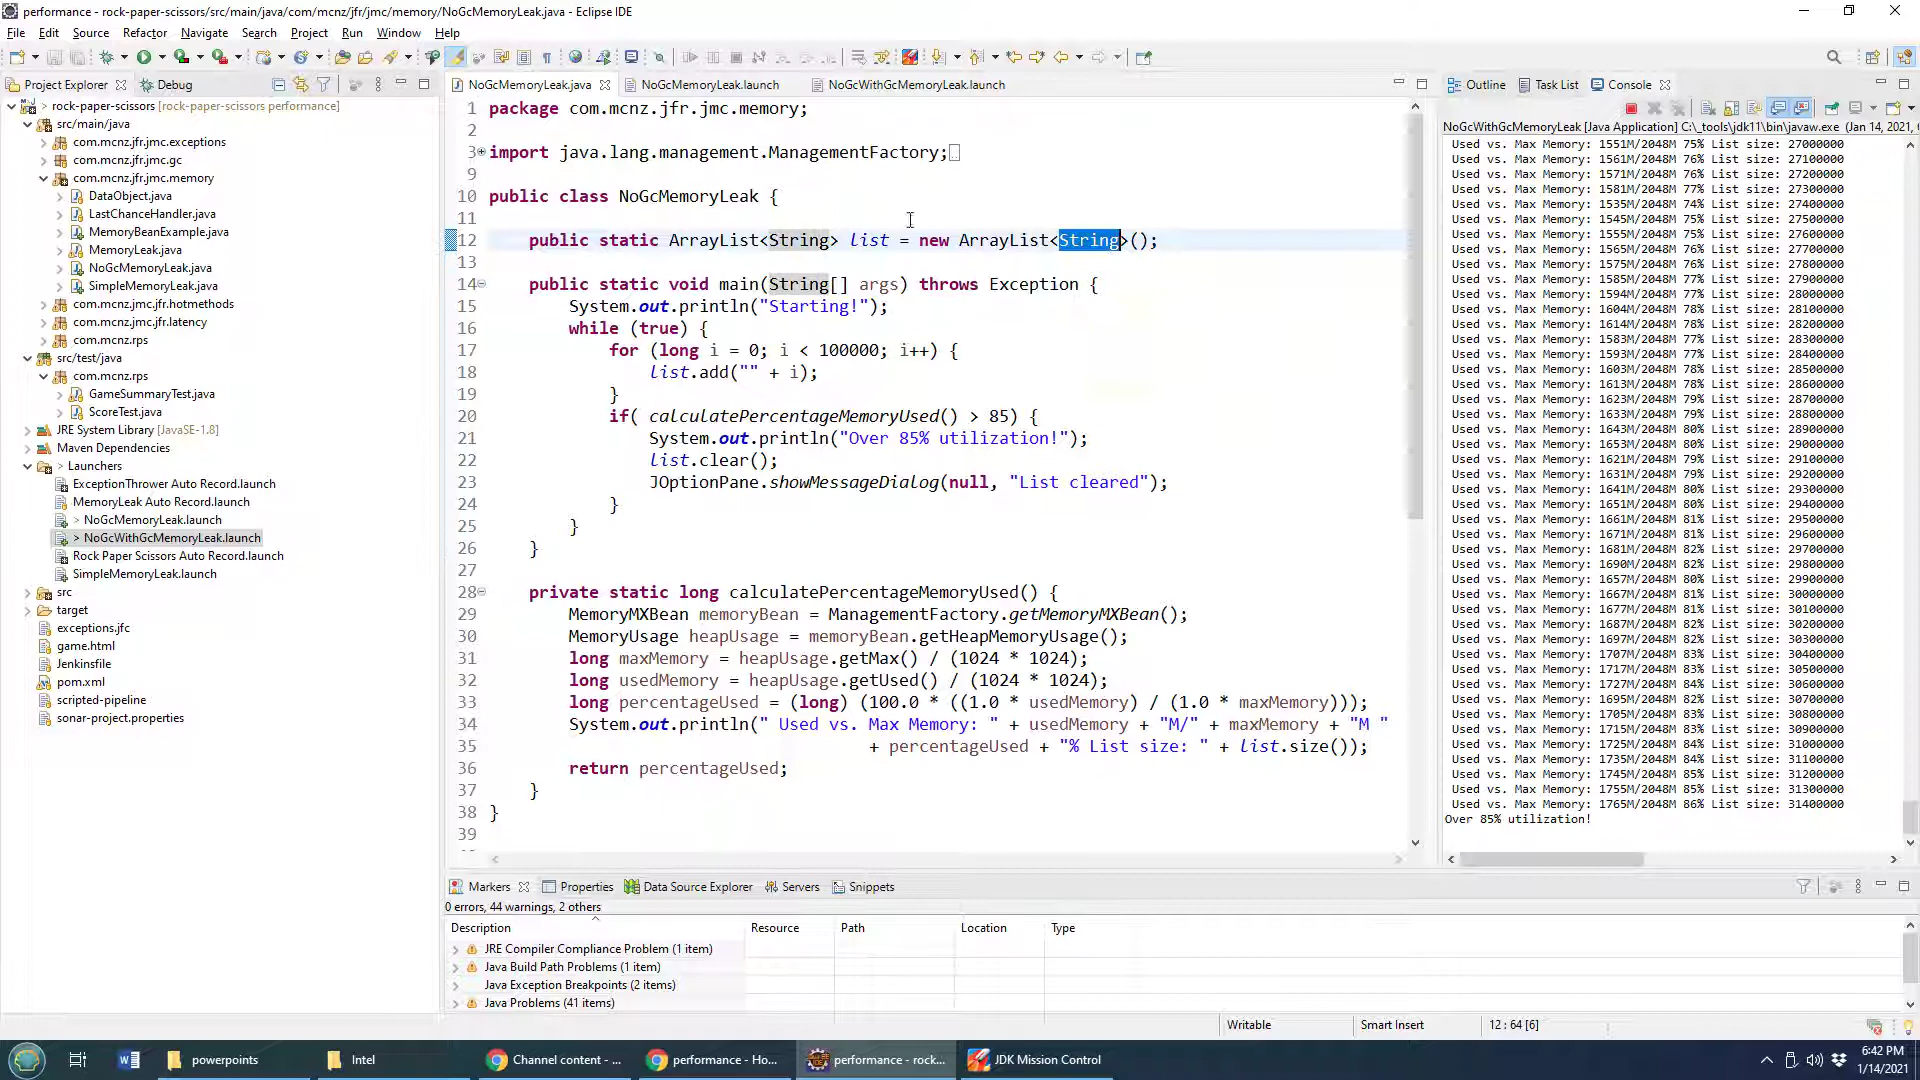 performance - rock-paper-scissors/src/main/java/com/mcnz/jfr/jmc/memory/NoGcMemoryLeak.java - Eclipse IDE
File Edit Source Refactor Navigate Search Project Run Window Help
Project Explorer Debug
rock-paper-scissors [rock-paper-scissors performance]
src/main/java
com.mcnz.jmc.jfr.exceptions
com.mcnz.jfr.jmc.gc
com.mcnz.jfr.jmc.memory
DataObject.java
LastChanceHandler.java
MemoryBeanExample.java
MemoryLeak.java
NoGcMemoryLeak.java
SimpleMemoryLeak.java
com.mcnz.jmc.jfr.hotmethods
com.mcnz.jmc.jfr.latency
com.mcnz.rps
src/test/java
com.mcnz.rps
GameSummaryTest.java
ScoreTest.java
JRE System Library [JavaSE-1.8]
Maven Dependencies
> Launchers
ExceptionThrower Auto Record.launch
MemoryLeak Auto Record.launch
> NoGcMemoryLeak.launch
> NoGcWithGcMemoryLeak.launch
Rock Paper Scissors Auto Record.launch
SimpleMemoryLeak.launch
src
target
exceptions.jfc
game.html
Jenkinsfile
pom.xml
scripted-pipeline
sonar-project.properties
NoGcMemoryLeak.java NoGcMemoryLeak.launch NoGcWithGcMemoryLeak.launch
1 package com.mcnz.jfr.jmc.memory;
2
3 import java.lang.management.ManagementFactory;
9
10 public class NoGcMemoryLeak {
11
12 public static ArrayList<String> list = new ArrayList<String>();
13
14 public static void main(String[] args) throws Exception {
15 System.out.println("Starting!");
16 while (true) {
17 for (long i = 0; i < 100000; i++) {
18 list.add("" + i);
19 }
20 if( calculatePercentageMemoryUsed() > 85) {
21 System.out.println("Over 85% utilization!");
22 list.clear();
23 JOptionPane.showMessageDialog(null, "List cleared");
24 }
25 }
26 }
27
28 private static long calculatePercentageMemoryUsed() {
29 MemoryMXBean memoryBean = ManagementFactory.getMemoryMXBean();
30 MemoryUsage heapUsage = memoryBean.getHeapMemoryUsage();
31 long maxMemory = heapUsage.getMax() / (1024 * 1024);
32 long usedMemory = heapUsage.getUsed() / (1024 * 1024);
33 long percentageUsed = (long) (100.0 * ((1.0 * usedMemory) / (1.0 * maxMemory)));
34 System.out.println(" Used vs. Max Memory: " + usedMemory + "M/" + maxMemory + "M "
35 + percentageUsed + "% List size: " + list.size());
36 return percentageUsed;
37 }
38 }
39
Outline Task List Console
NoGcWithGcMemoryLeak [Java Application] C:\_tools\jdk11\bin\javaw.exe (Jan 14, 2021,
Used vs. Max Memory: 1551M/2048M 75% List size: 27000000
Used vs. Max Memory: 1561M/2048M 76% List size: 27100000
Used vs. Max Memory: 1571M/2048M 76% List size: 27200000
Used vs. Max Memory: 1581M/2048M 77% List size: 27300000
Used vs. Max Memory: 1535M/2048M 74% List size: 27400000
Used vs. Max Memory: 1545M/2048M 75% List size: 27500000
Used vs. Max Memory: 1555M/2048M 75% List size: 27600000
Used vs. Max Memory: 1565M/2048M 76% List size: 27700000
Used vs. Max Memory: 1575M/2048M 76% List size: 27800000
Used vs. Max Memory: 1585M/2048M 77% List size: 27900000
Used vs. Max Memory: 1594M/2048M 77% List size: 28000000
Used vs. Max Memory: 1604M/2048M 78% List size: 28100000
Used vs. Max Memory: 1614M/2048M 78% List size: 28200000
Used vs. Max Memory: 1583M/2048M 77% List size: 28300000
Used vs. Max Memory: 1593M/2048M 77% List size: 28400000
Used vs. Max Memory: 1603M/2048M 78% List size: 28500000
Used vs. Max Memory: 1613M/2048M 78% List size: 28600000
Used vs. Max Memory: 1623M/2048M 79% List size: 28700000
Used vs. Max Memory: 1633M/2048M 79% List size: 28800000
Used vs. Max Memory: 1643M/2048M 80% List size: 28900000
Used vs. Max Memory: 1653M/2048M 80% List size: 29000000
Used vs. Max Memory: 1621M/2048M 79% List size: 29100000
Used vs. Max Memory: 1631M/2048M 79% List size: 29200000
Used vs. Max Memory: 1641M/2048M 80% List size: 29300000
Used vs. Max Memory: 1651M/2048M 80% List size: 29400000
Used vs. Max Memory: 1661M/2048M 81% List size: 29500000
Used vs. Max Memory: 1671M/2048M 81% List size: 29600000
Used vs. Max Memory: 1681M/2048M 82% List size: 29700000
Used vs. Max Memory: 1690M/2048M 82% List size: 29800000
Used vs. Max Memory: 1657M/2048M 80% List size: 29900000
Used vs. Max Memory: 1667M/2048M 81% List size: 30000000
Used vs. Max Memory: 1677M/2048M 81% List size: 30100000
Used vs. Max Memory: 1687M/2048M 82% List size: 30200000
Used vs. Max Memory: 1697M/2048M 82% List size: 30300000
Used vs. Max Memory: 1707M/2048M 83% List size: 30400000
Used vs. Max Memory: 1717M/2048M 83% List size: 30500000
Used vs. Max Memory: 1727M/2048M 84% List size: 30600000
Used vs. Max Memory: 1695M/2048M 82% List size: 30700000
Used vs. Max Memory: 1705M/2048M 83% List size: 30800000
Used vs. Max Memory: 1715M/2048M 83% List size: 30900000
Used vs. Max Memory: 1725M/2048M 84% List size: 31000000
Used vs. Max Memory: 1735M/2048M 84% List size: 31100000
Used vs. Max Memory: 1745M/2048M 85% List size: 31200000
Used vs. Max Memory: 1755M/2048M 85% List size: 31300000
Used vs. Max Memory: 1765M/2048M 86% List size: 31400000
Over 85% utilization!
Markers Properties Data Source Explorer Servers Snippets
0 errors, 44 warnings, 2 others
Description Resource Path Location Type
JRE Compiler Compliance Problem (1 item)
Java Build Path Problems (1 item)
Java Exception Breakpoints (2 items)
Java Problems (41 items)
Writable Smart Insert 12 : 64 [6]
powerpoints Intel Channel content - ... performance - Ho... performance - rock... JDK Mission Control
6:42 PM
1/14/2021